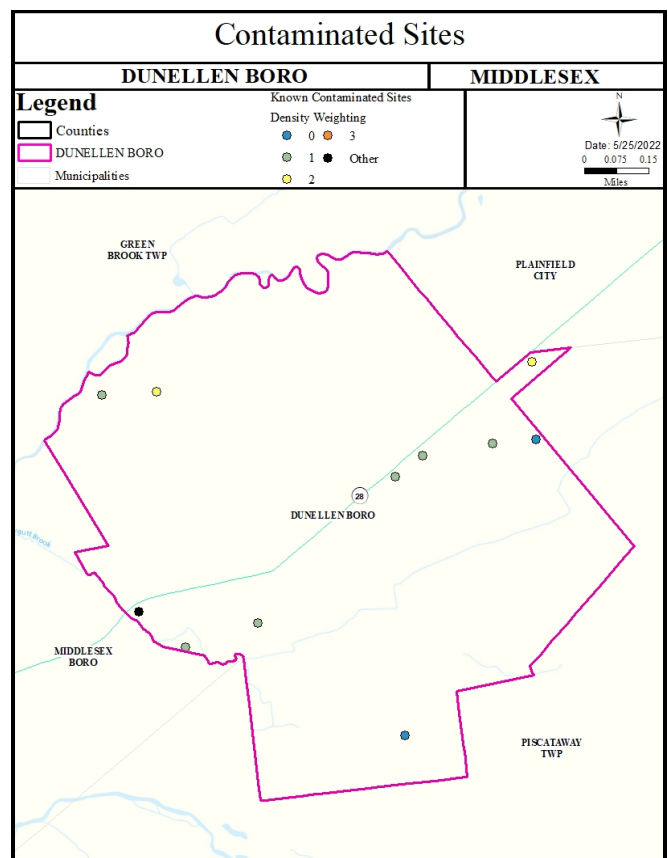 Contaminated Sites
DUNELLEN BORO
MIDDLESEX
Legend
Counties
DUNELLEN BORO
Municipalities
Known Contaminated Sites
Density Weighting
0 3
1 Other
2
N
Date: 5/25/2022
0 0.075 0.15
Miles
GREEN
BROOK TWP
PLAINFIELD
CITY
28
DUNELLEN BORO
Brook
MIDDLESEX
BORO
PISCATAWAY
TWP